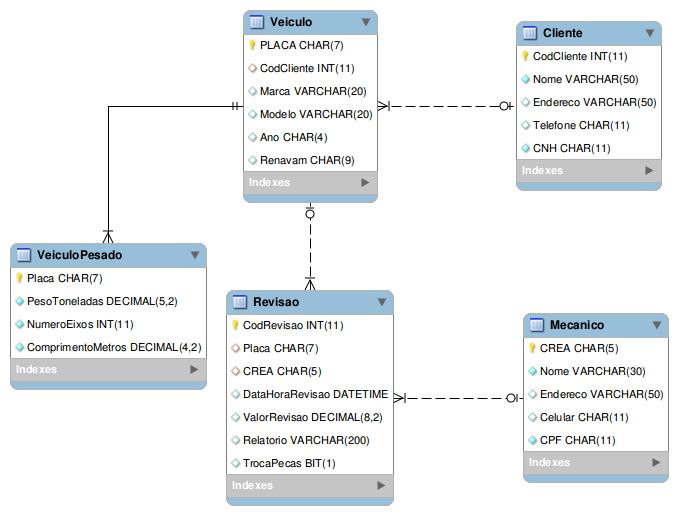 Veiculo
PLACA CHAR(7)
CodCliente INT(11)
Marca VARCHAR(20)
Modelo VARCHAR(20)
Ano CHAR(4)
Renavam CHAR(9)
Indexes
Cliente
CodCliente INT(11)
Nome VARCHAR(50)
Endereco VARCHAR(50)
Telefone CHAR(11)
CNH CHAR(11)
Indexes
VeiculoPesado
Placa CHAR(7)
PesoToneladas DECIMAL(5,2)
NumeroEixos INT(11)
ComprimentoMetros DECIMAL(4,2)
Indexes
Revisao
CodRevisao INT(11)
Placa CHAR(7)
CREA CHAR(5)
DataHoraRevisao DATETIME
ValorRevisao DECIMAL(8,2)
Relatorio VARCHAR(200)
TrocaPecas BIT(1)
Indexes
Mecanico
CREA CHAR(5)
Nome VARCHAR(30)
Endereco VARCHAR(50)
Celular CHAR(11)
CPF CHAR(11)
Indexes